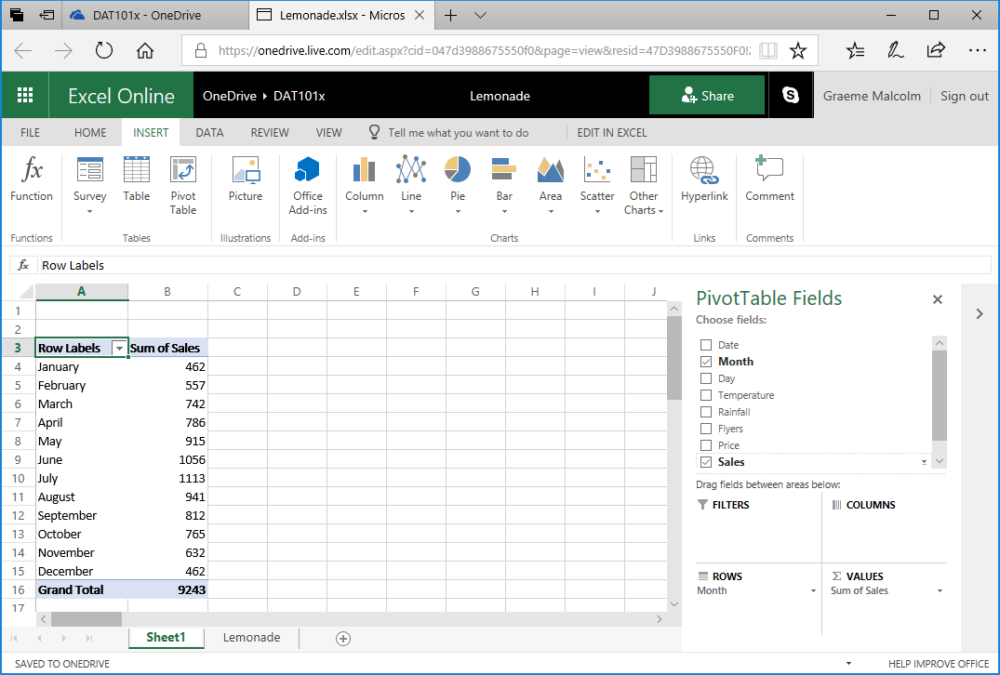 DAT101x - OneDrive
Lemonade.xlsx - Micros
https://onedrive.live.com/edit.aspx?cid=047d3988675550f0&page=view&resid=47D3988675550F0!
Excel Online
OneDrive DAT101x
Lemonade
Share
Graeme Malcolm
Sign out
FILE HOME INSERT DATA REVIEW VIEW Tell me what you want to do EDIT IN EXCEL
fx
Function Survey Table Pivot Table Picture Office Add-ins Column Line Pie Bar Area Scatter Other Charts Hyperlink Comment
Functions Tables Illustrations Add-ins Charts Links Comments
fx Row Labels
A B C D E F G H I J
1
2
3 Row Labels Sum of Sales
4 January 462
5 February 557
6 March 742
7 April 786
8 May 915
9 June 1056
10 July 1113
11 August 941
12 September 812
13 October 765
14 November 632
15 December 462
16 Grand Total 9243
17
PivotTable Fields
Choose fields:
Date
Month
Day
Temperature
Rainfall
Flyers
Price
Sales
Drag fields between areas below:
FILTERS COLUMNS
ROWS Σ VALUES
Month Sum of Sales
Sheet1 Lemonade
SAVED TO ONEDRIVE HELP IMPROVE OFFICE